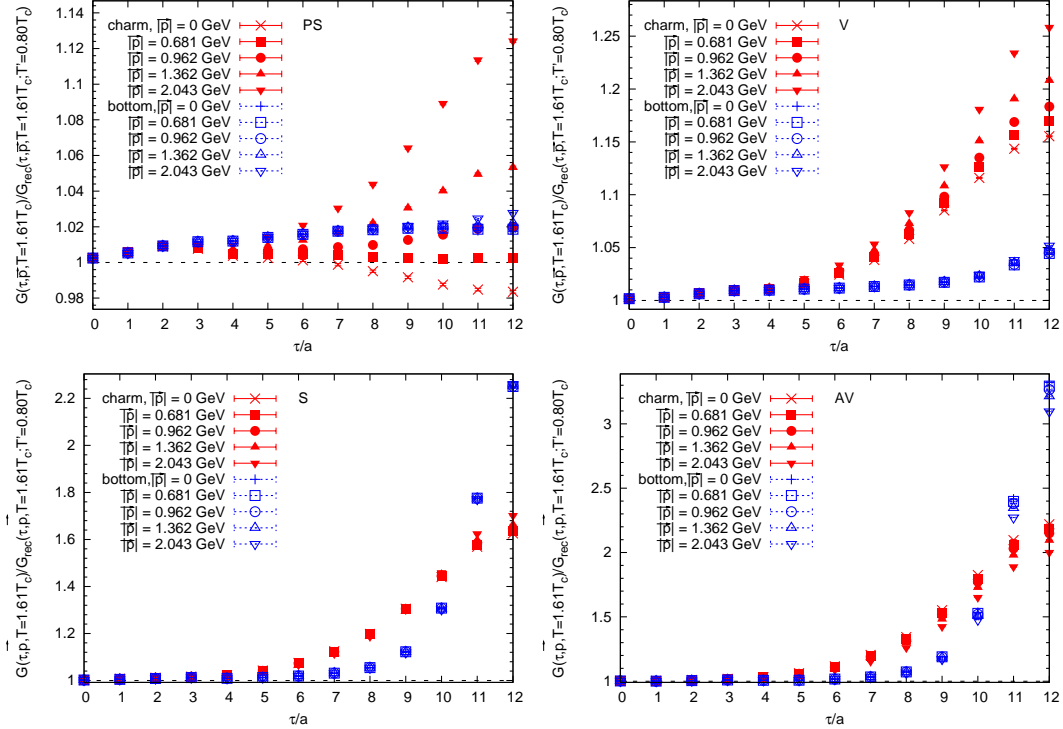 G(τ,p⃗,T=1.61T_c)/G_rec(τ,p⃗,T=1.61T_c;T'=0.80T_c)
1.14
1.12
1.1
1.08
1.06
1.04
1.02
1
0.98
charm, |p⃗| = 0 GeV
|p⃗| = 0.681 GeV
|p⃗| = 0.962 GeV
|p⃗| = 1.362 GeV
|p⃗| = 2.043 GeV
bottom,|p⃗| = 0 GeV
|p⃗| = 0.681 GeV
|p⃗| = 0.962 GeV
|p⃗| = 1.362 GeV
|p⃗| = 2.043 GeV
PS
0 1 2 3 4 5 6 7 8 9 10 11 12
τ/a
G(τ,p⃗,T=1.61T_c)/G_rec(τ,p⃗,T=1.61T_c;T'=0.80T_c)
1.25
1.2
1.15
1.1
1.05
1
charm, |p⃗| = 0 GeV
|p⃗| = 0.681 GeV
|p⃗| = 0.962 GeV
|p⃗| = 1.362 GeV
|p⃗| = 2.043 GeV
bottom,|p⃗| = 0 GeV
|p⃗| = 0.681 GeV
|p⃗| = 0.962 GeV
|p⃗| = 1.362 GeV
|p⃗| = 2.043 GeV
V
0 1 2 3 4 5 6 7 8 9 10 11 12
τ/a
G(τ,p⃗,T=1.61T_c)/G_rec(τ,p⃗,T=1.61T_c;T'=0.80T_c)
2.2
2
1.8
1.6
1.4
1.2
1
charm, |p⃗| = 0 GeV
|p⃗| = 0.681 GeV
|p⃗| = 0.962 GeV
|p⃗| = 1.362 GeV
|p⃗| = 2.043 GeV
bottom,|p⃗| = 0 GeV
|p⃗| = 0.681 GeV
|p⃗| = 0.962 GeV
|p⃗| = 1.362 GeV
|p⃗| = 2.043 GeV
S
0 1 2 3 4 5 6 7 8 9 10 11 12
τ/a
G(τ,p⃗,T=1.61T_c)/G_rec(τ,p⃗,T=1.61T_c;T'=0.80T_c)
3
2.5
2
1.5
1
charm, |p⃗| = 0 GeV
|p⃗| = 0.681 GeV
|p⃗| = 0.962 GeV
|p⃗| = 1.362 GeV
|p⃗| = 2.043 GeV
bottom,|p⃗| = 0 GeV
|p⃗| = 0.681 GeV
|p⃗| = 0.962 GeV
|p⃗| = 1.362 GeV
|p⃗| = 2.043 GeV
AV
0 1 2 3 4 5 6 7 8 9 10 11 12
τ/a